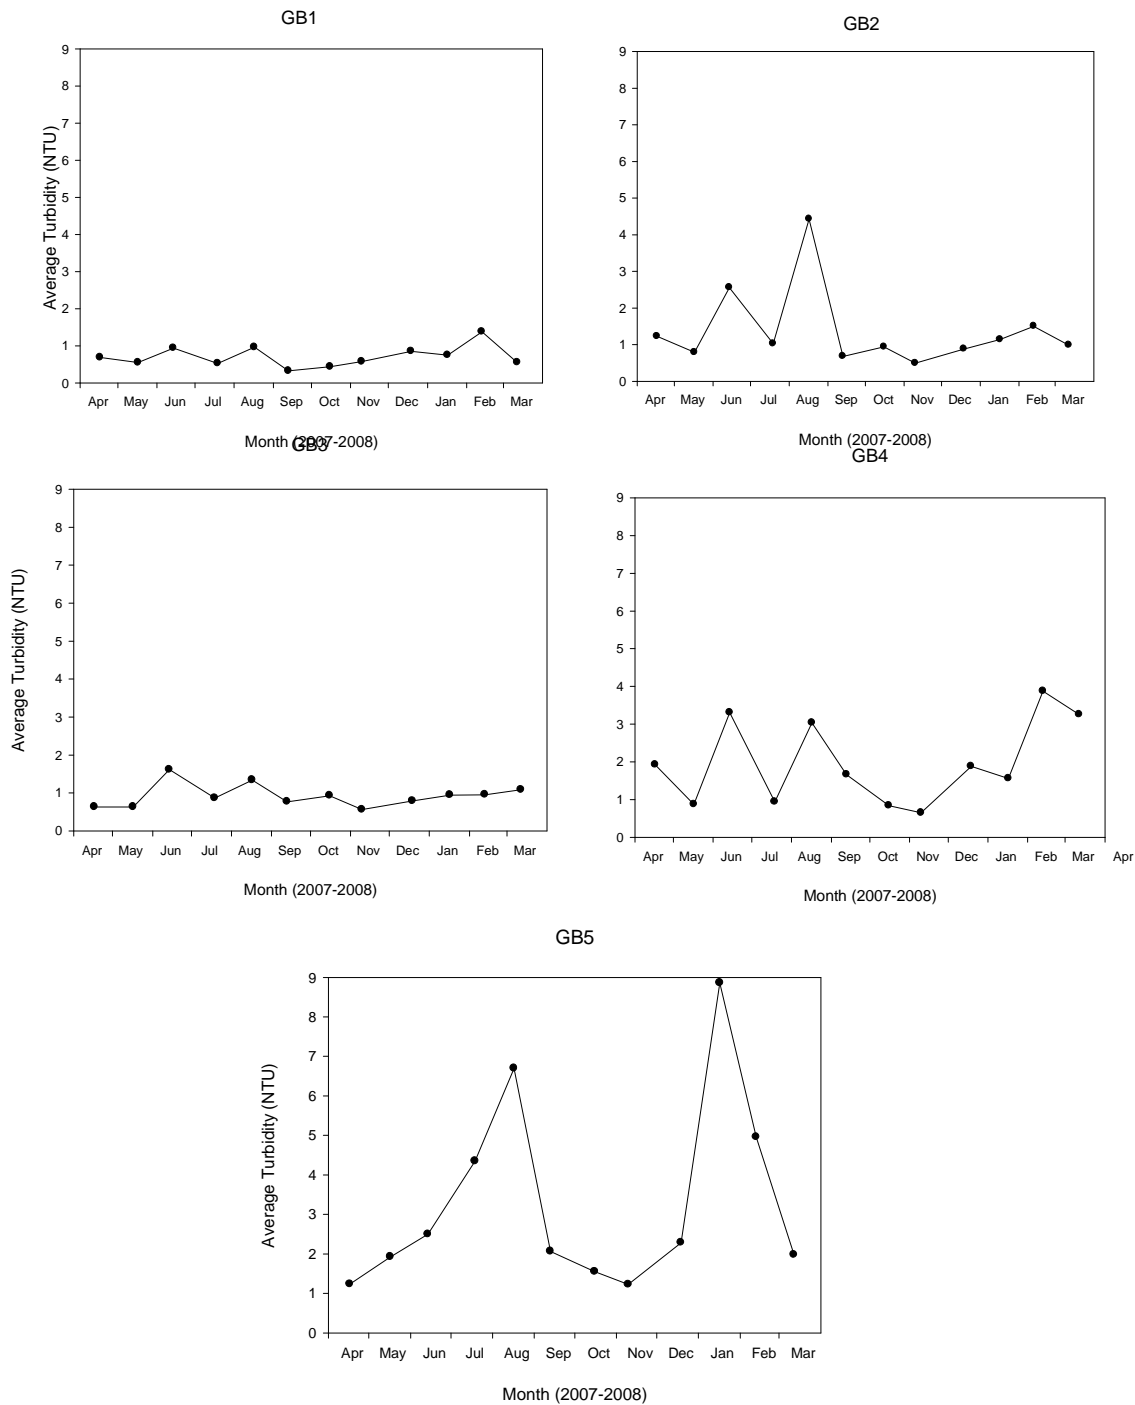 GB1
Average Turbidity (NTU)
9
8
7
6
5
4
3
2
1
0
Apr May Jun Jul Aug Sep Oct Nov Dec Jan Feb Mar
Month (2007-2008)
GB2
9
8
7
6
5
4
3
2
1
0
Apr May Jun Jul Aug Sep Oct Nov Dec Jan Feb Mar
Month (2007-2008)
GB3
Average Turbidity (NTU)
9
8
7
6
5
4
3
2
1
0
Apr May Jun Jul Aug Sep Oct Nov Dec Jan Feb Mar
Month (2007-2008)
GB4
9
8
7
6
5
4
3
2
1
0
Apr May Jun Jul Aug Sep Oct Nov Dec Jan Feb Mar Apr
Month (2007-2008)
GB5
Average Turbidity (NTU)
9
8
7
6
5
4
3
2
1
0
Apr May Jun Jul Aug Sep Oct Nov Dec Jan Feb Mar
Month (2007-2008)